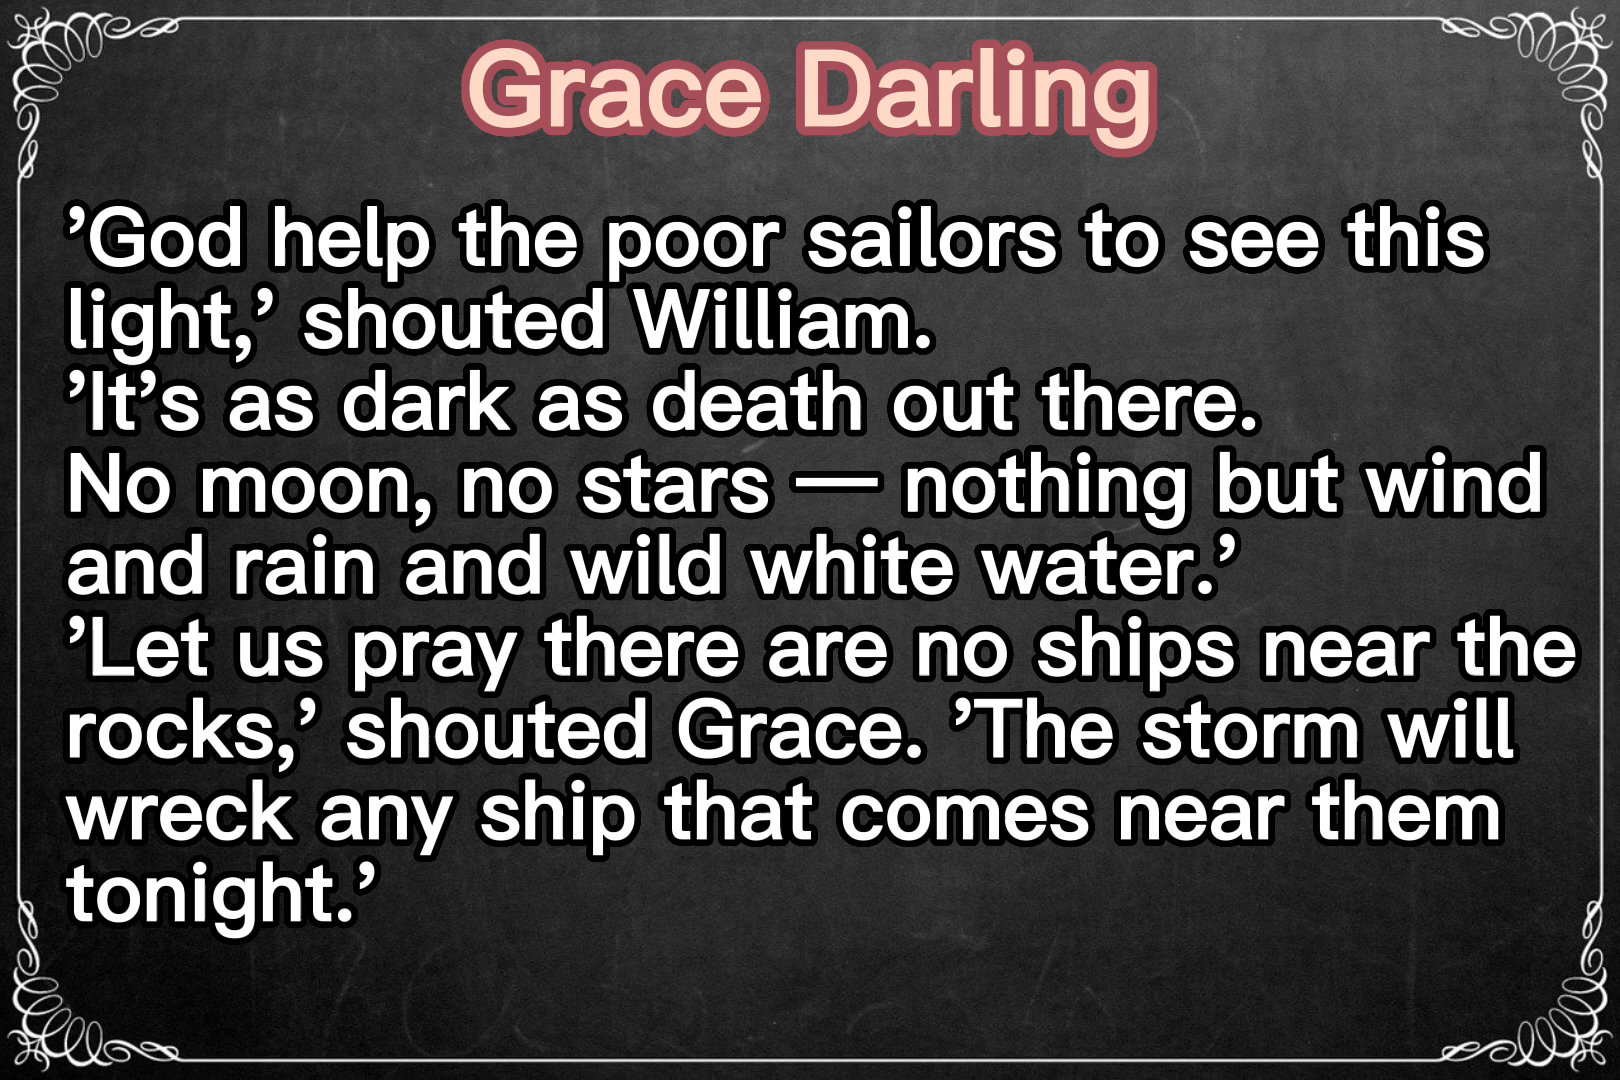 Grace Darling
’God help the poor sailors to see this
light,’ shouted William.
’It’s as dark as death out there.
No moon, no stars — nothing but wind
and rain and wild white water.’
’Let us pray there are no ships near the
rocks,’ shouted Grace. ’The storm will
wreck any ship that comes near them
tonight.’